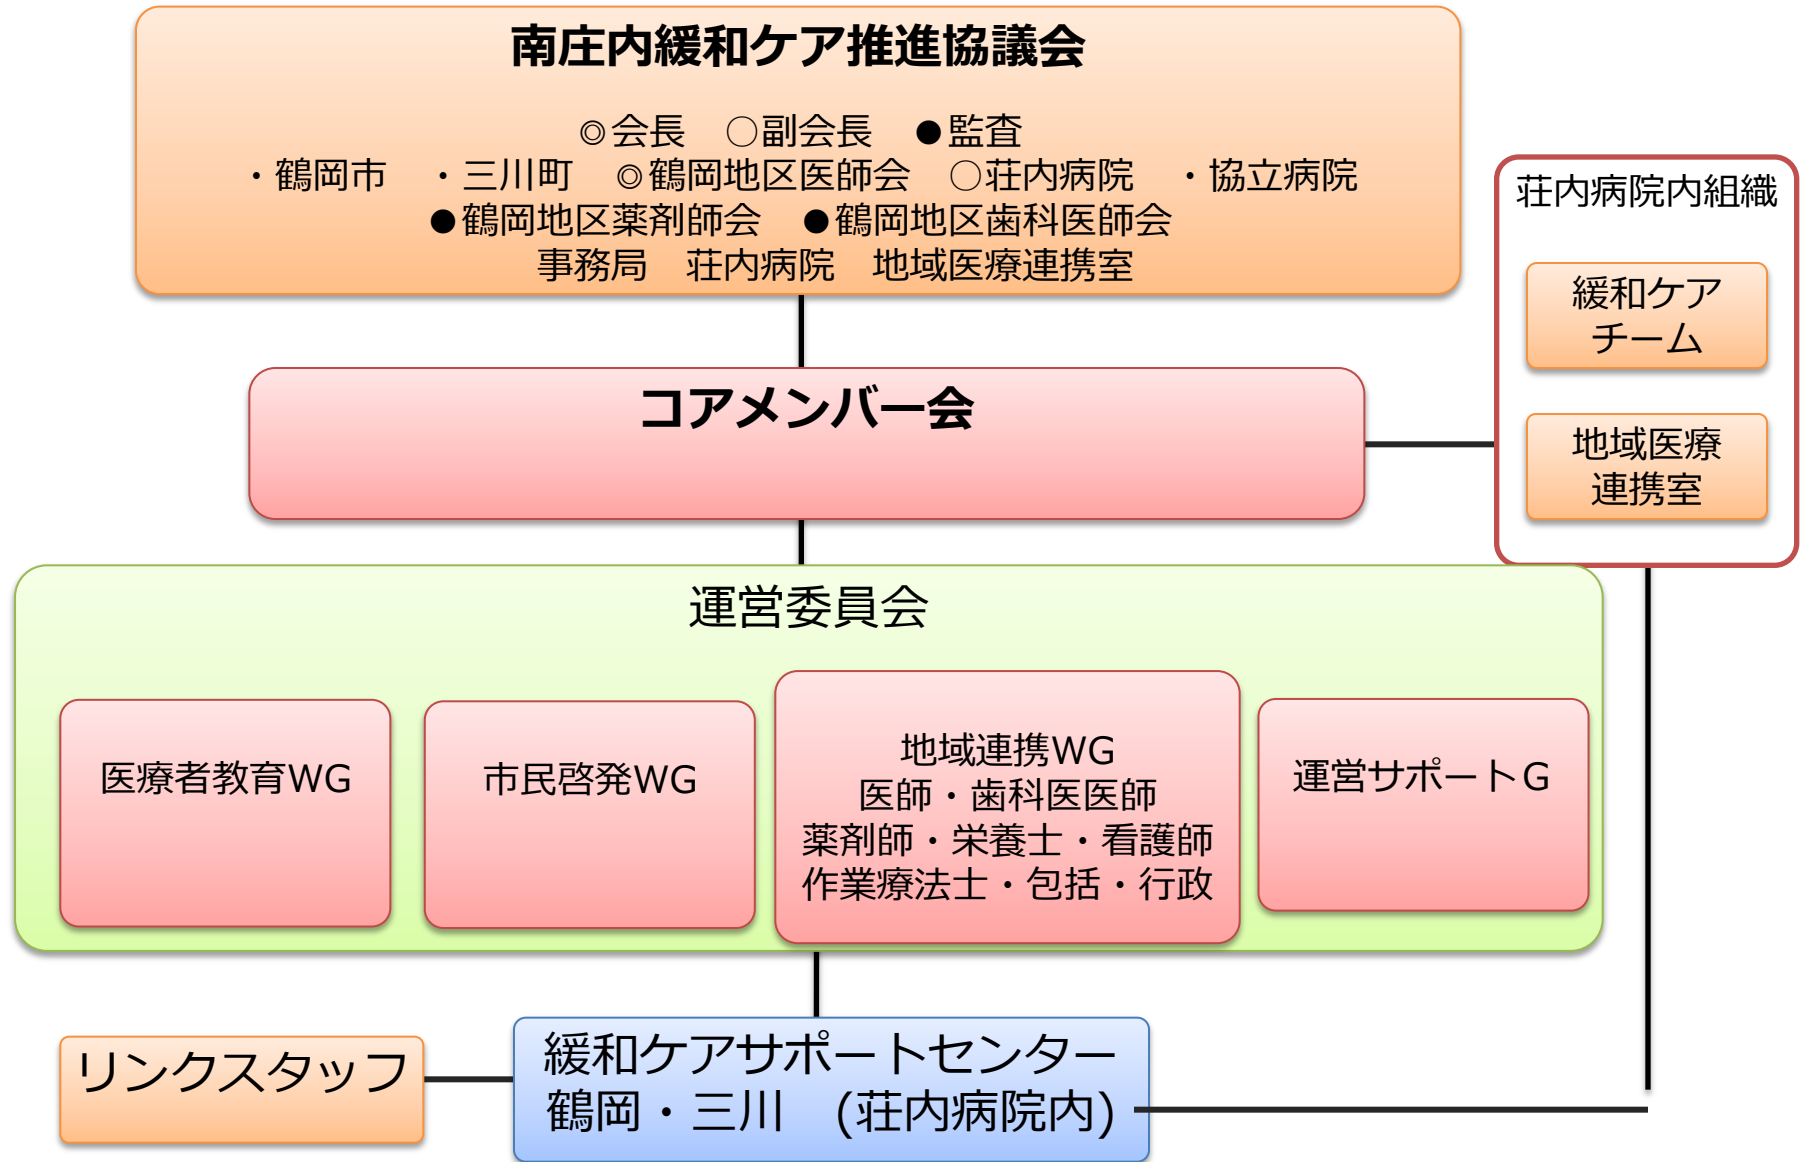 南庄内緩和ケア推進協議会
◎会長　○副会長　●監査
・鶴岡市　・三川町　◎鶴岡地区医師会　○荘内病院　・協立病院
●鶴岡地区薬剤師会　●鶴岡地区歯科医師会
事務局　荘内病院　地域医療連携室
荘内病院内組織
緩和ケア
チーム
地域医療
連携室
コアメンバー会
運営委員会
医療者教育WG
市民啓発WG
地域連携WG
医師・歯科医医師
薬剤師・栄養士・看護師
作業療法士・包括・行政
運営サポートG
リンクスタッフ
緩和ケアサポートセンター
鶴岡・三川　(荘内病院内)